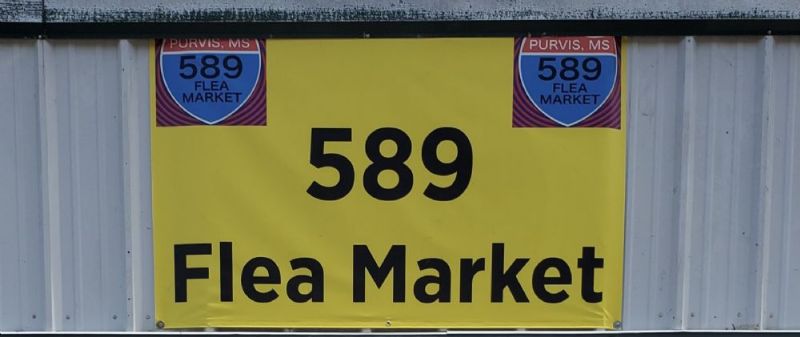 PURVIS, MS
589
FLEA
MARKET
PURVIS, MS
589
FLEA
MARKET
589
Flea Market